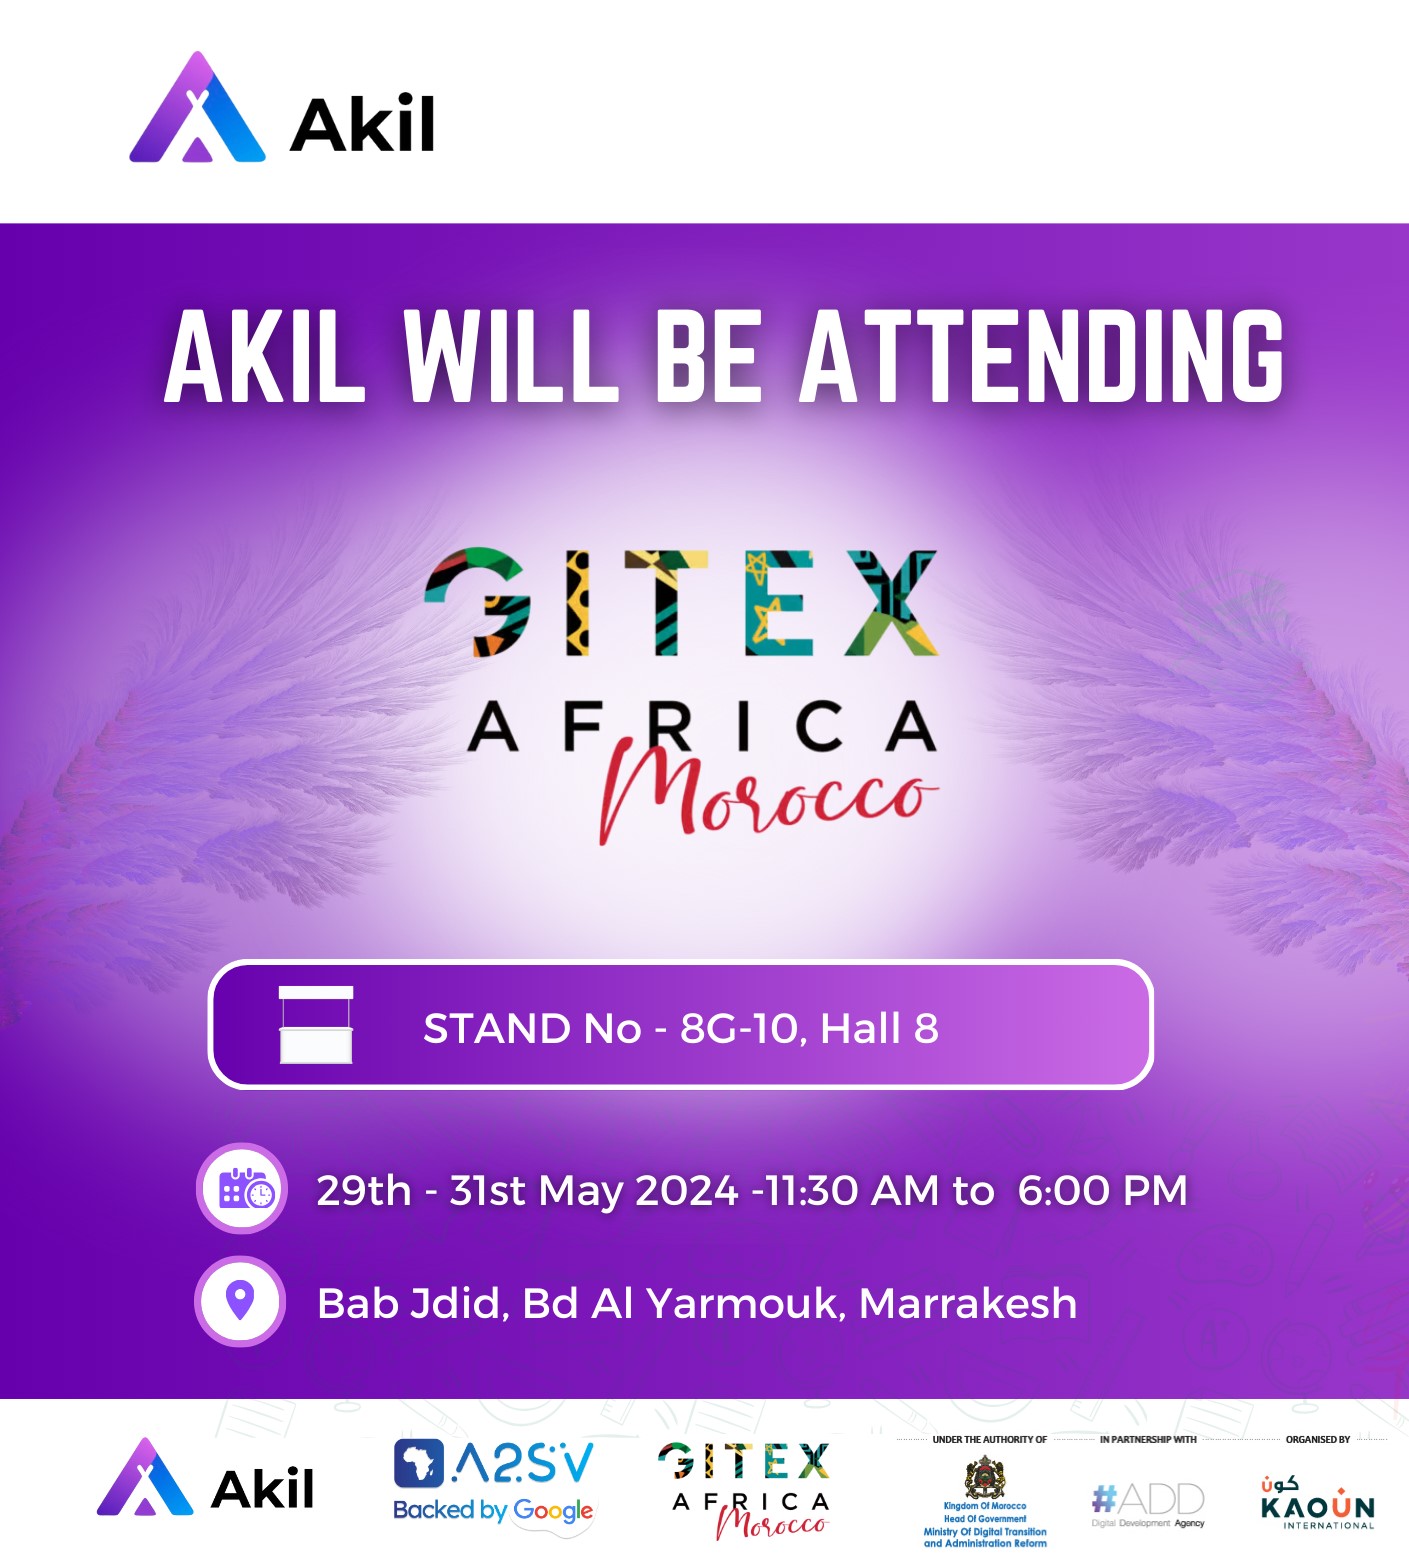 Akil
AKIL WILL BE ATTENDING
GITEX
AFRICA
Morocco
STAND No - 8G-10, Hall 8
29th - 31st May 2024 -11:30 AM to 6:00 PM
Bab Jdid, Bd Al Yarmouk, Marrakesh
Akil
A2SV
Backed by Google
GITEX
AFRICA
Morocco
UNDER THE AUTHORITY OF
Kingdom Of Morocco
Head Of Government
Ministry Of Digital Transition
and Administration Reform
IN PARTNERSHIP WITH
#ADD
Digital Development Agency
ORGANISED BY
كون
KAOUN
INTERNATIONAL